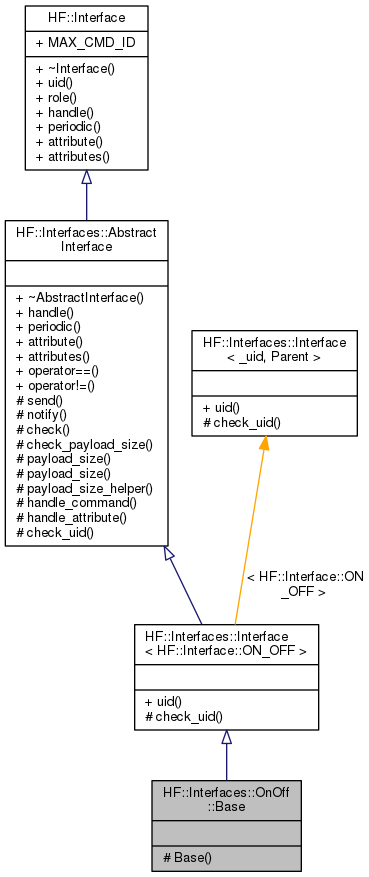 HF::Interface
+ MAX_CMD_ID
+ ~Interface()
+ uid()
+ role()
+ handle()
+ periodic()
+ attribute()
+ attributes()
HF::Interfaces::Abstract
Interface
+ ~AbstractInterface()
+ handle()
+ periodic()
+ attribute()
+ attributes()
+ operator==()
+ operator!=()
# send()
# notify()
# check()
# check_payload_size()
# payload_size()
# payload_size()
# payload_size_helper()
# handle_command()
# handle_attribute()
# check_uid()
HF::Interfaces::Interface
< _uid, Parent >
+ uid()
# check_uid()
< HF::Interface::ON
_OFF >
HF::Interfaces::Interface
< HF::Interface::ON_OFF >
+ uid()
# check_uid()
HF::Interfaces::OnOff
::Base
# Base()